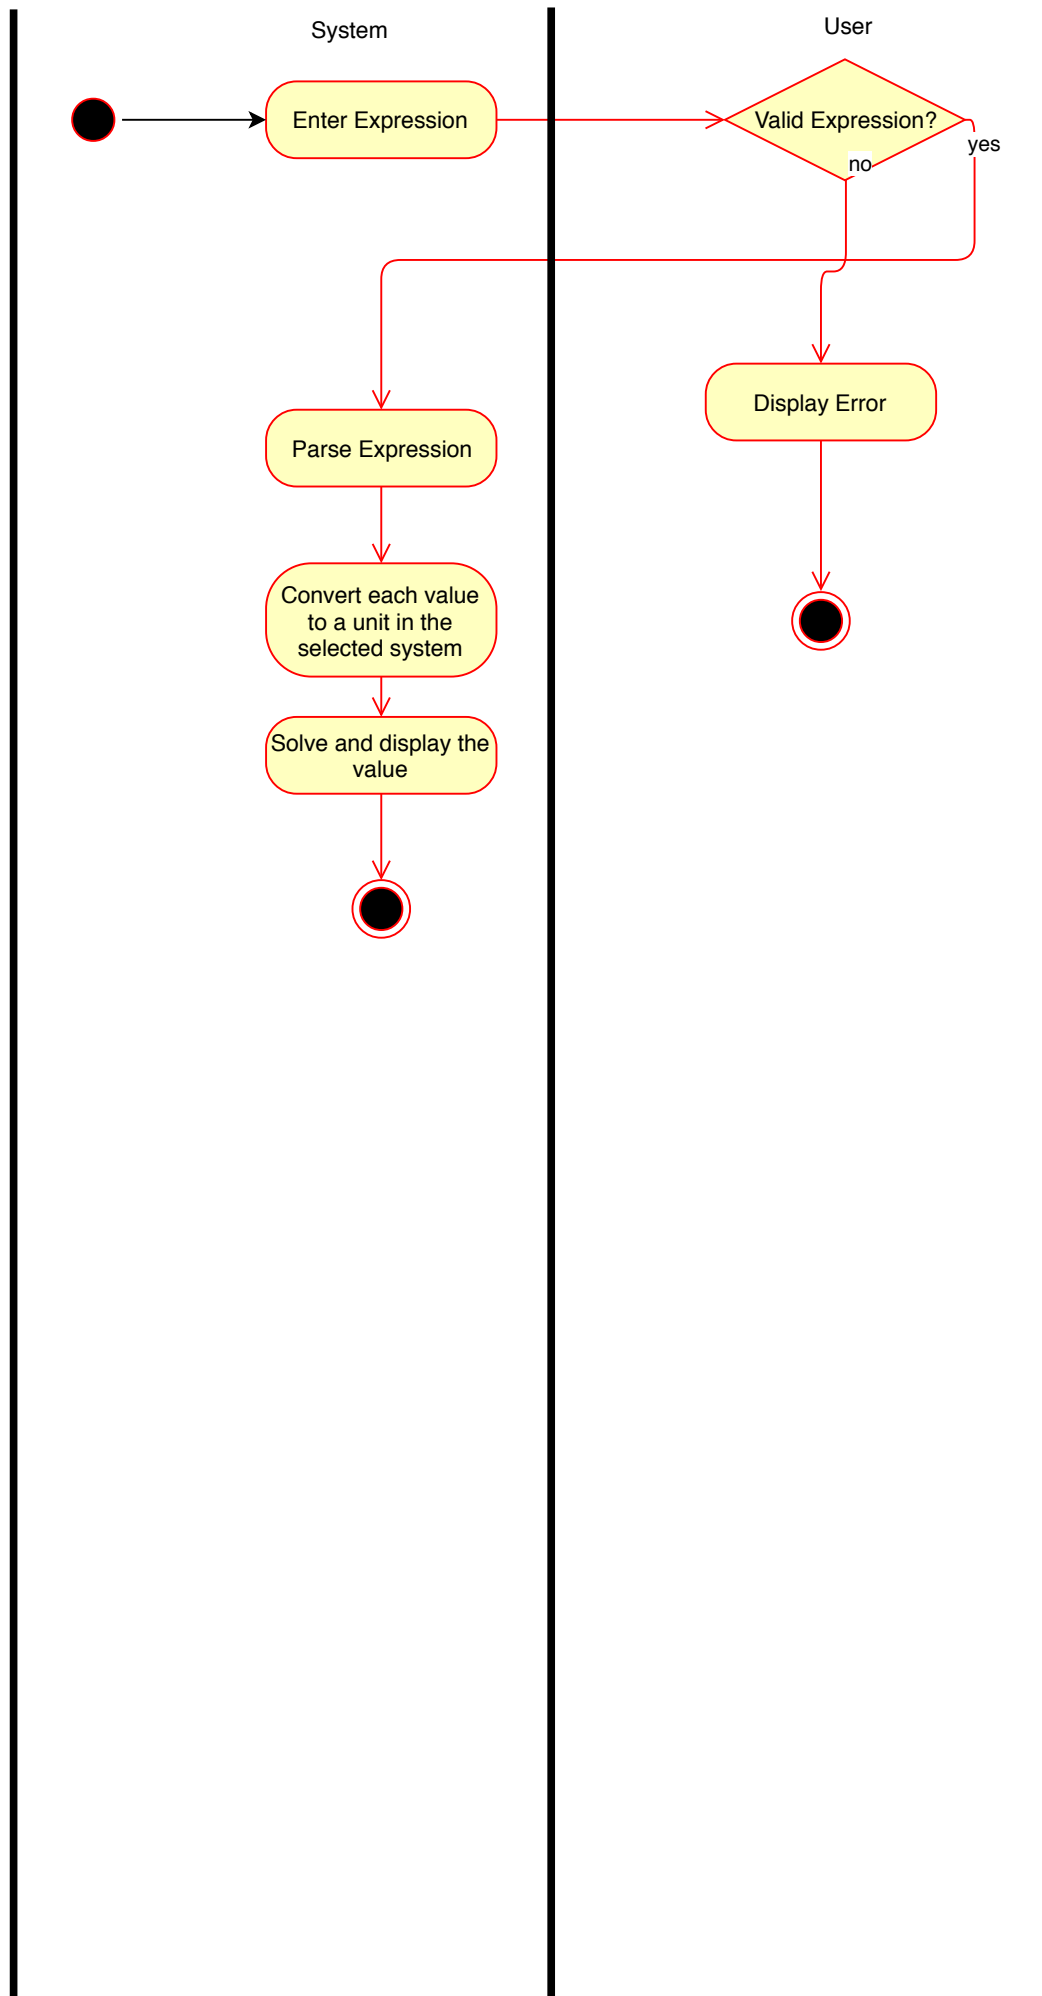 System
User
Enter Expression
Valid Expression?
yes
no
Display Error
Parse Expression
Convert each value
to a unit in the
selected system
Solve and display the
value